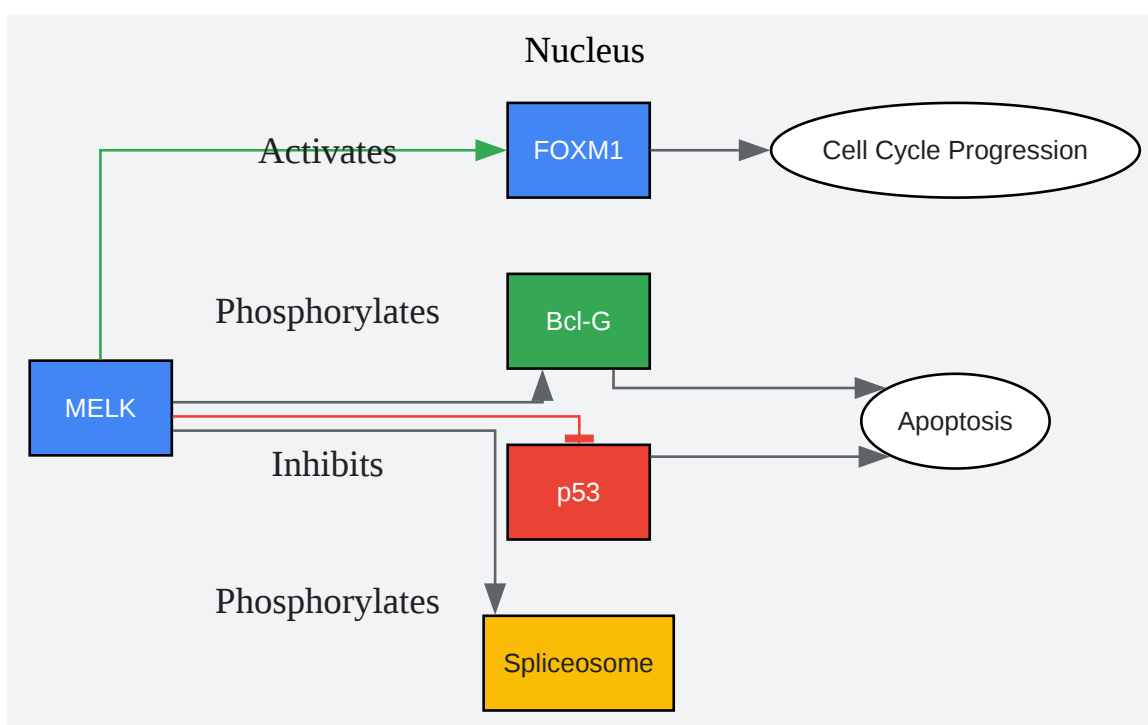 Nucleus
Activates
FOXM1
Cell Cycle Progression
Phosphorylates
Bcl-G
MELK
Apoptosis
Inhibits
p53
Phosphorylates
Spliceosome